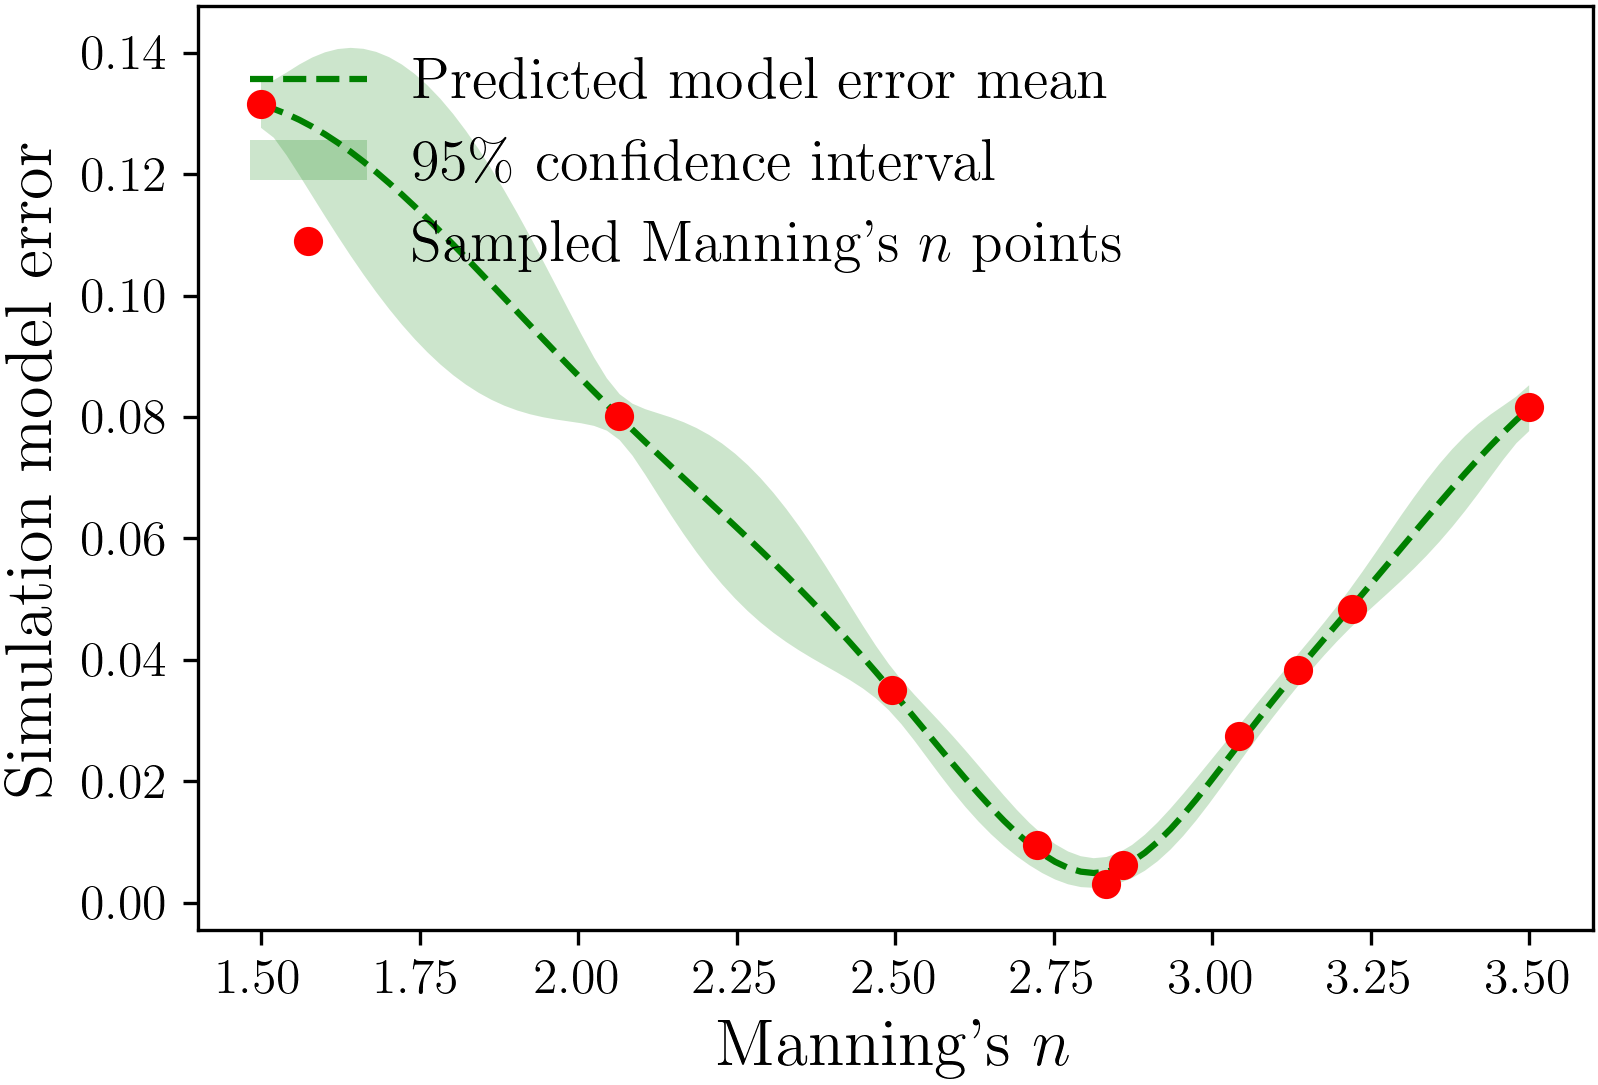 Predicted model error mean
95% confidence interval
Sampled Manning's n points
Simulation model error
0.14
0.12
0.10
0.08
0.06
0.04
0.02
0.00
1.50 1.75 2.00 2.25 2.50 2.75 3.00 3.25 3.50
Manning's n